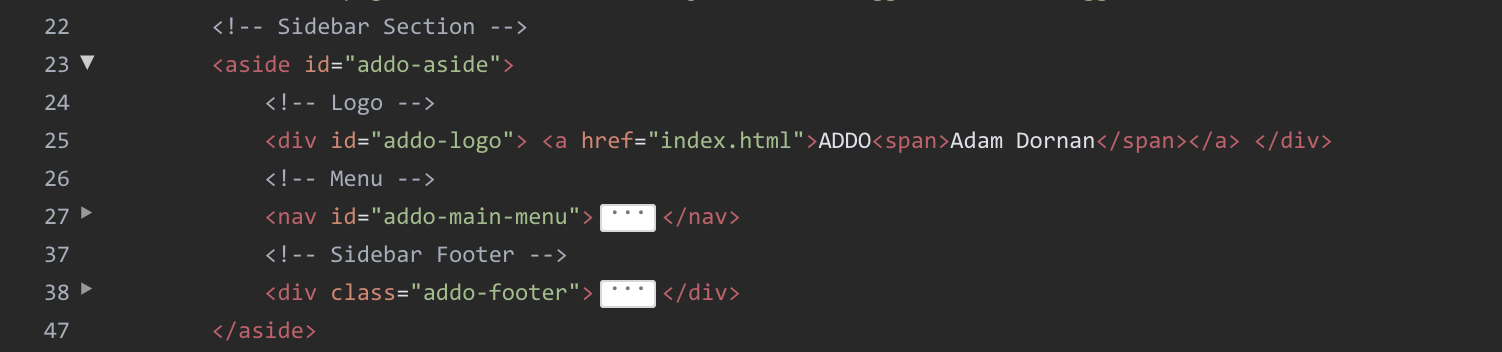 22 <!-- Sidebar Section -->
23 <aside id="addo-aside">
24 <!-- Logo -->
25 <div id="addo-logo"> <a href="index.html">ADDO<span>Adam Dornan</span></a> </div>
26 <!-- Menu -->
27 <nav id="addo-main-menu">...</nav>
37 <!-- Sidebar Footer -->
38 <div class="addo-footer">...</div>
47 </aside>